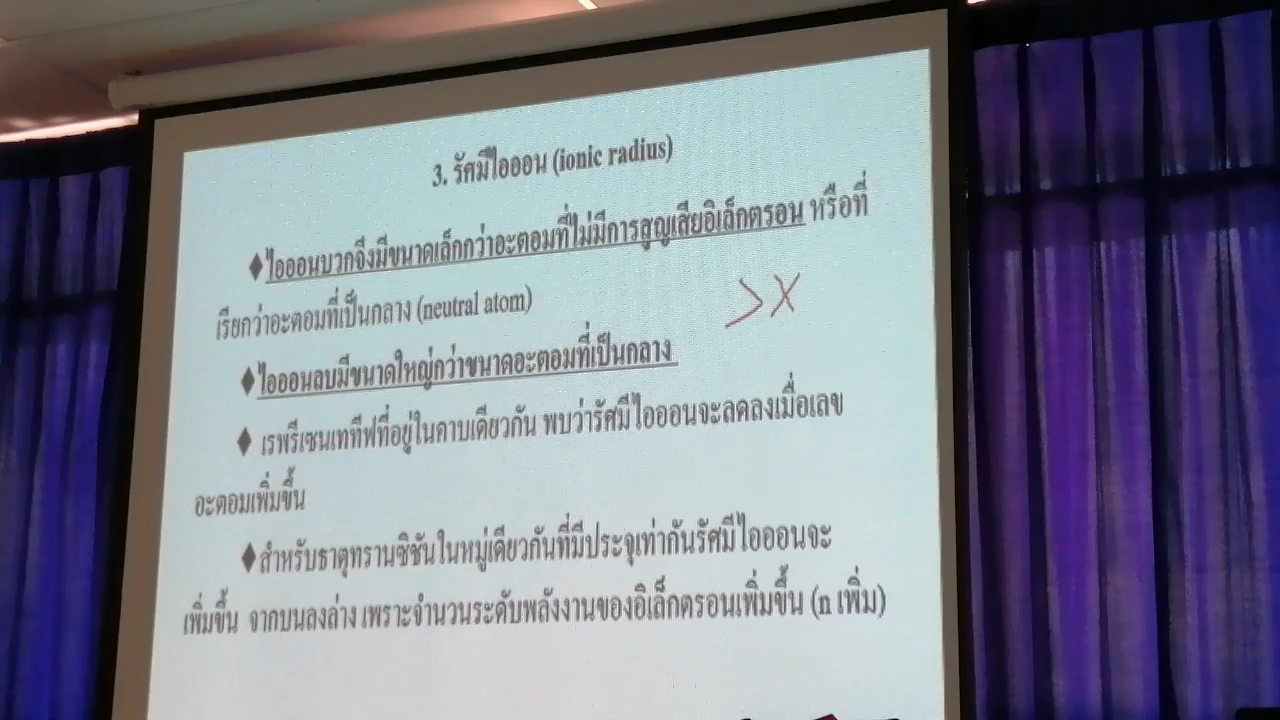 3. รัศมีไอออน (ionic radius)
♦ไอออนบวกจึงมีขนาดเล็กกว่าอะตอมที่ไม่มีการสูญเสียอิเล็กตรอน หรือที่
เรียกว่าอะตอมที่เป็นกลาง (neutral atom)
>X
♦ไอออนลบมีขนาดใหญ่กว่าขนาดอะตอมที่เป็นกลาง
♦ เรพรีเซนเททีฟที่อยู่ในคาบเดียวกัน พบว่ารัศมีไอออนจะลดลงเมื่อเลข
อะตอมเพิ่มขึ้น
♦สำหรับธาตุทรานซิชันในหมู่เดียวกันที่มีประจุเท่ากันรัศมีไอออนจะ
เพิ่มขึ้น จากบนลงล่าง เพราะจำนวนระดับพลังงานของอิเล็กตรอนเพิ่มขึ้น (n เพิ่ม)